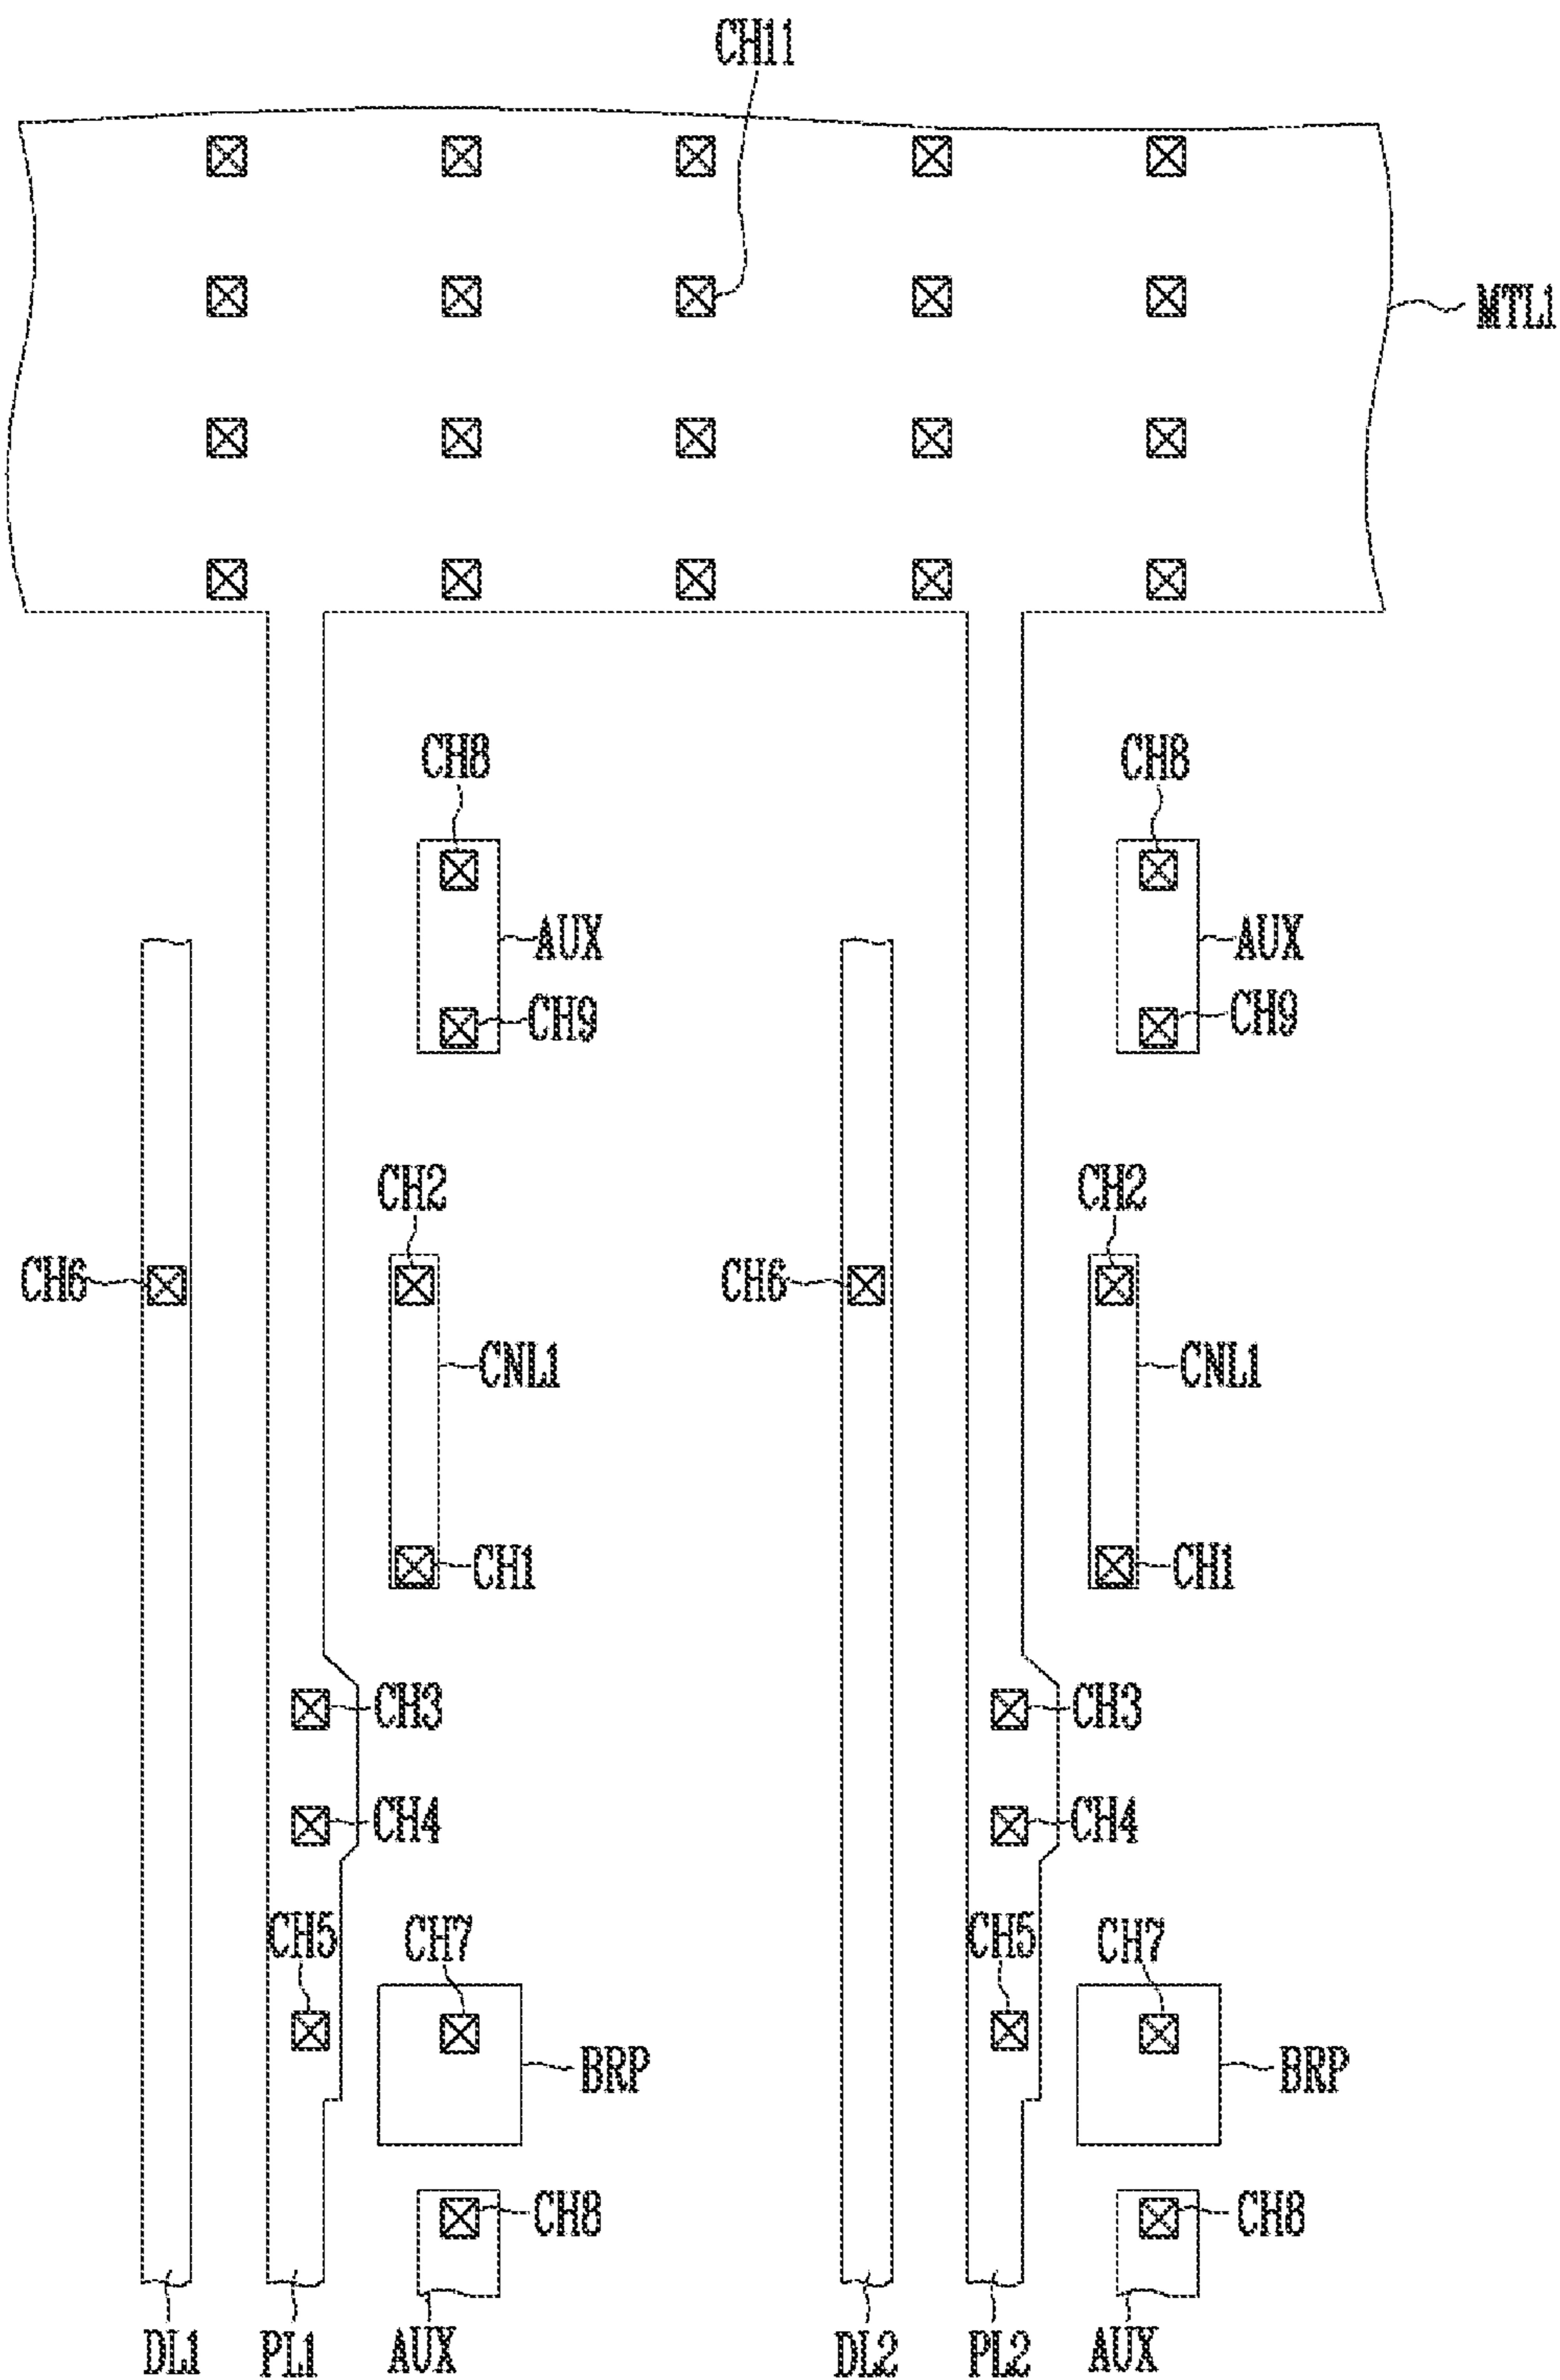 CH11
MTL1
CH8 CH8
AUX AUX
CH9 CH9
CH2 CH2
CH6 CH6
CNL1 CNL1
CH1 CH1
CH3 CH3
CH4 CH4
CH5 CH7 CH5 CH7
BRP BRP
CH8 CH8
DL1 PL1 AUX DL2 PL2 AUX